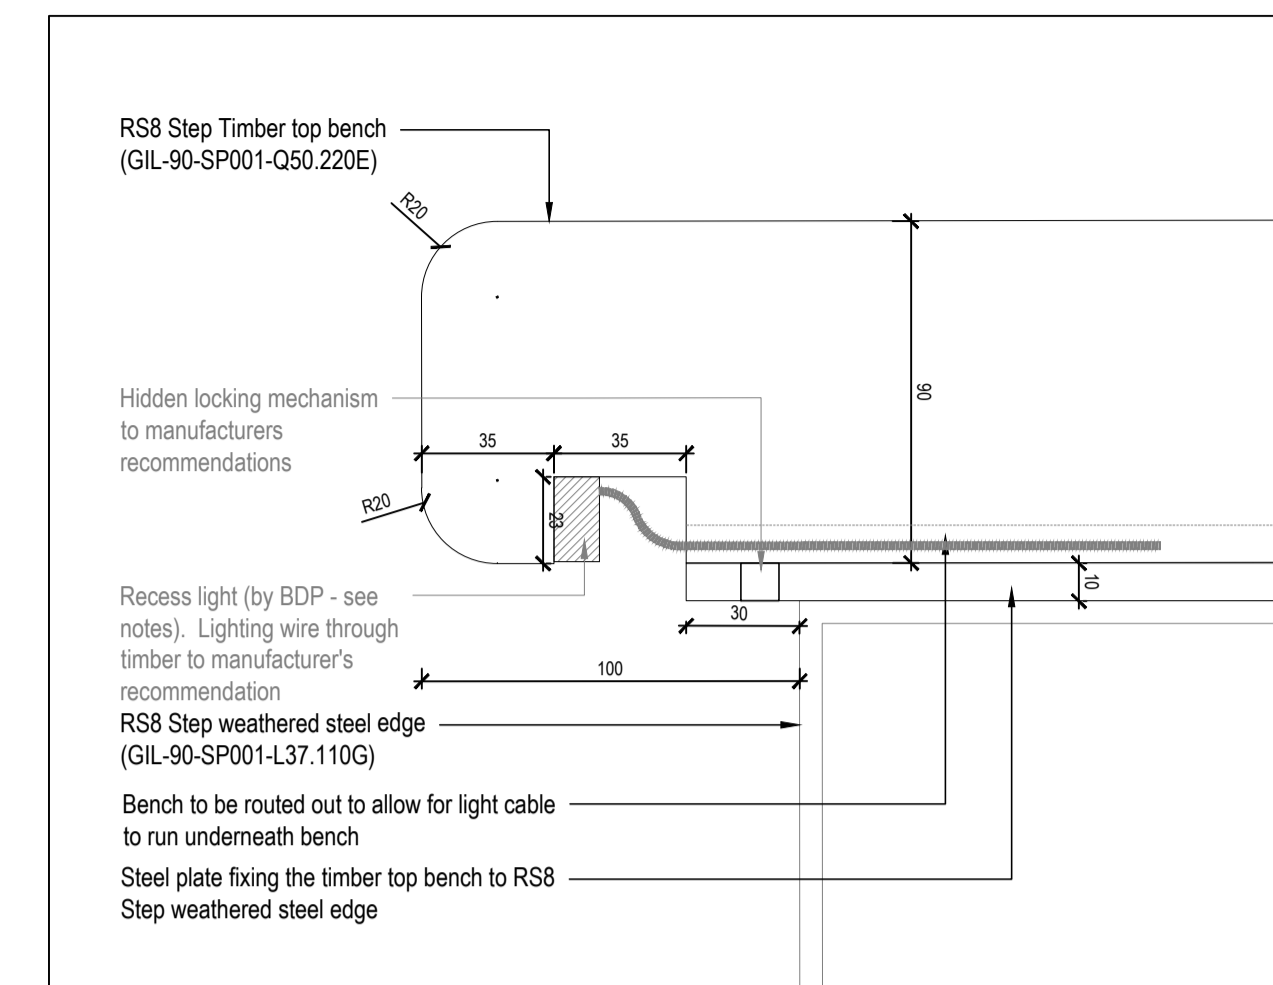 RS8 Step Timber top bench
(GIL-90-SP001-Q50.220E)
R20
90
Hidden locking mechanism
to manufacturers
recommendations
35
35
R20
23
10
Recess light (by BDP - see
notes). Lighting wire through
timber to manufacturer's
recommendation
30
100
RS8 Step weathered steel edge
(GIL-90-SP001-L37.110G)
Bench to be routed out to allow for light cable
to run underneath bench
Steel plate fixing the timber top bench to RS8
Step weathered steel edge